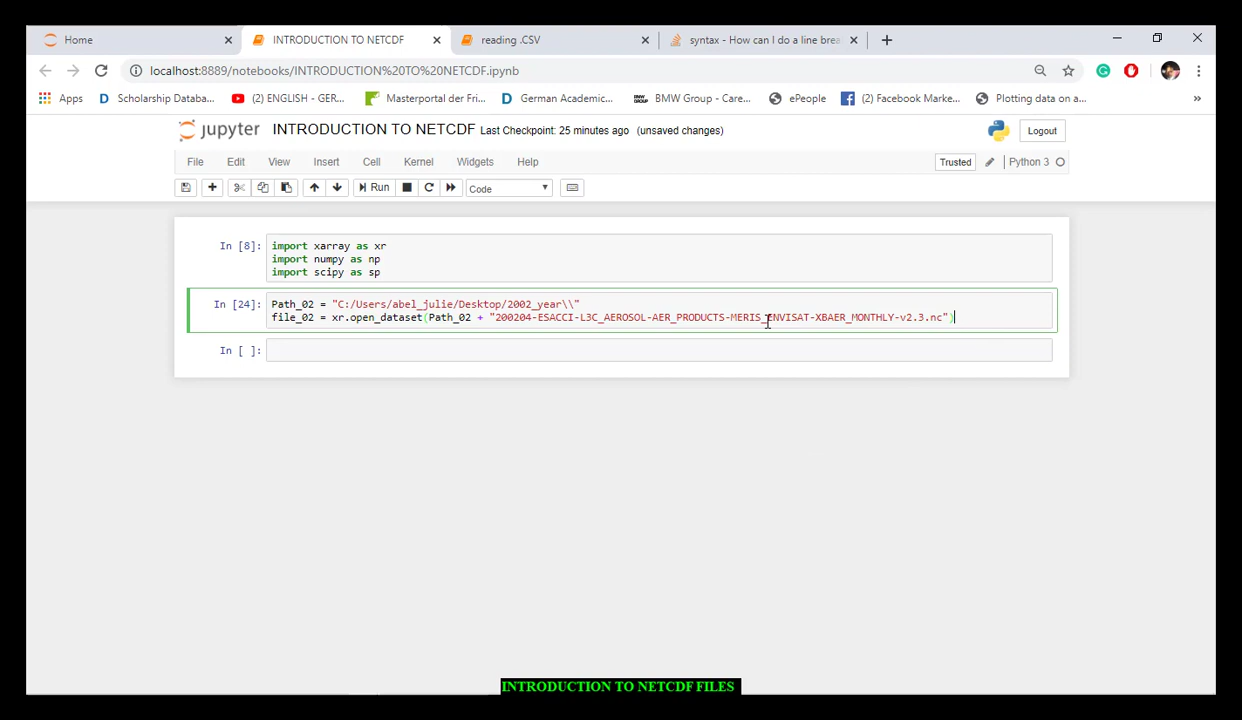 Home
INTRODUCTION TO NETCDF
reading .CSV
syntax - How can I do a line brea
localhost:8889/notebooks/INTRODUCTION%20TO%20NETCDF.ipynb
Apps
Scholarship Databa...
(2) ENGLISH - GER...
Masterportal der Fri...
German Academic...
BMW Group - Care...
ePeople
(2) Facebook Marke...
Plotting data on a...
»
jupyter INTRODUCTION TO NETCDF Last Checkpoint: 25 minutes ago (unsaved changes)
Logout
File Edit View Insert Cell Kernel Widgets Help
Trusted
Python 3
Run
Code
In [8]: import xarray as xr
import numpy as np
import scipy as sp
In [24]: Path_02 = "C:/Users/abel_julie/Desktop/2002_year\\"
file_02 = xr.open_dataset(Path_02 + "200204-ESACCI-L3C_AEROSOL-AER_PRODUCTS-MERIS_ENVISAT-XBAER_MONTHLY-v2.3.nc")
In [ ]:
INTRODUCTION TO NETCDF FILES